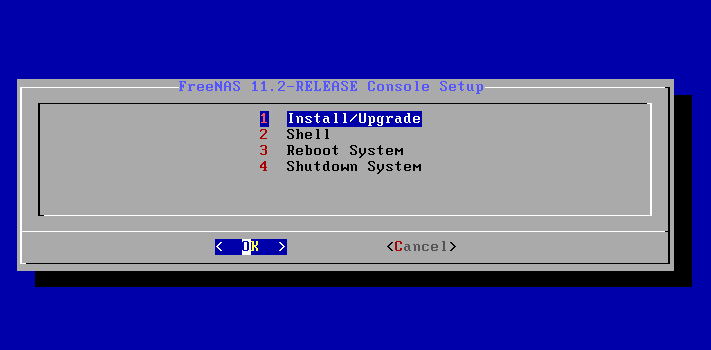 FreeNAS 11.2-RELEASE Console Setup
1 Install/Upgrade
2 Shell
3 Reboot System
4 Shutdown System
< OK > <Cancel>